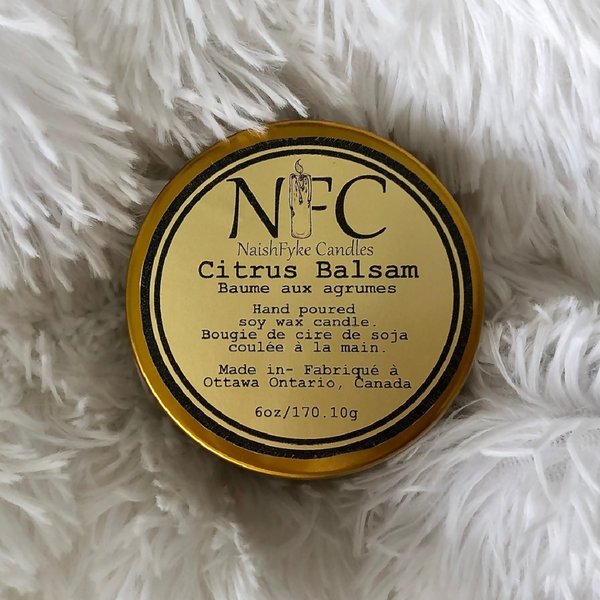 NFC
NaishFyke Candles
Citrus Balsam
Baume aux agrumes
Hand poured
soy wax candle.
Bougie de cire de soja
coulée à la main.
Made in- Fabriqué à
Ottawa Ontario, Canada
6oz/170.10g